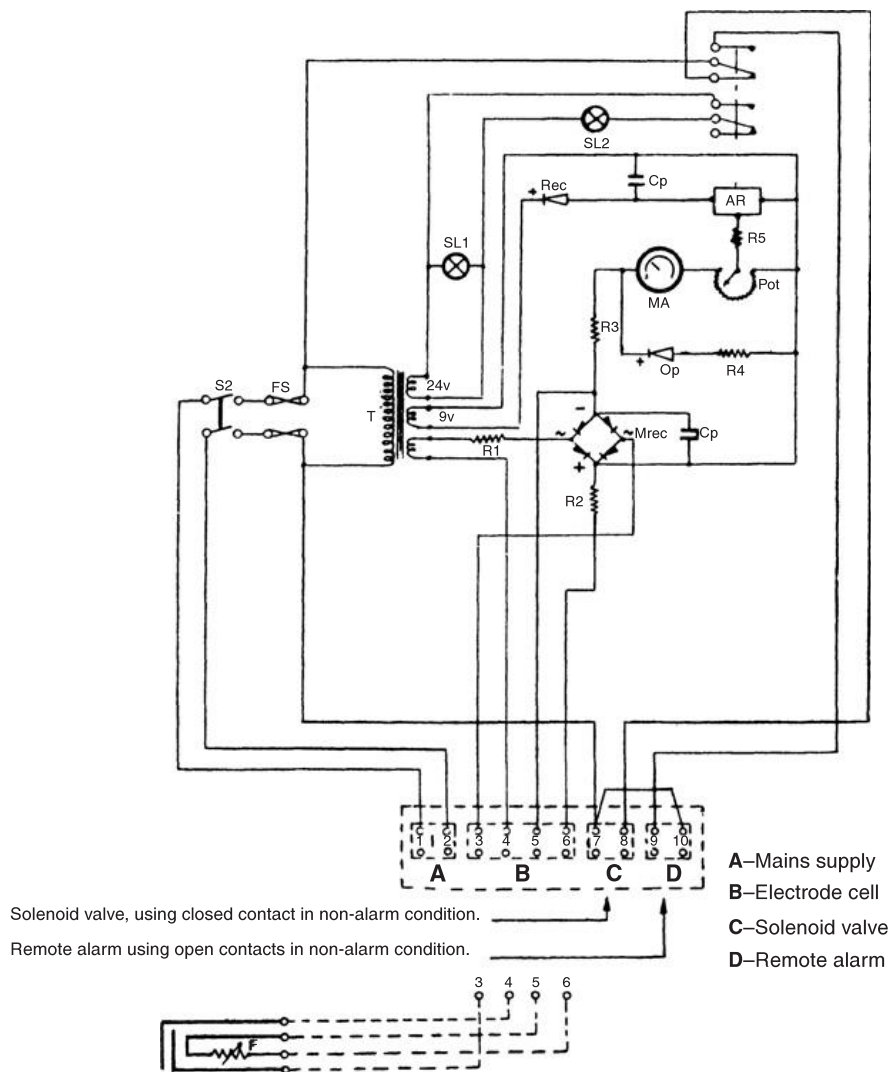 SL2
Rec
Cp
AR
R5
SL1
MA
Pot
R3
Op
R4
S2
FS
T
24v
9v
R1
–
~
~
Mrec
Cp
+
R2
+
+
1 2 3 4 5 6 7 8 9 10
A B C D
A–Mains supply
B–Electrode cell
C–Solenoid valve
D–Remote alarm
Solenoid valve, using closed contact in non-alarm condition.
Remote alarm using open contacts in non-alarm condition.
3 4 5 6
F